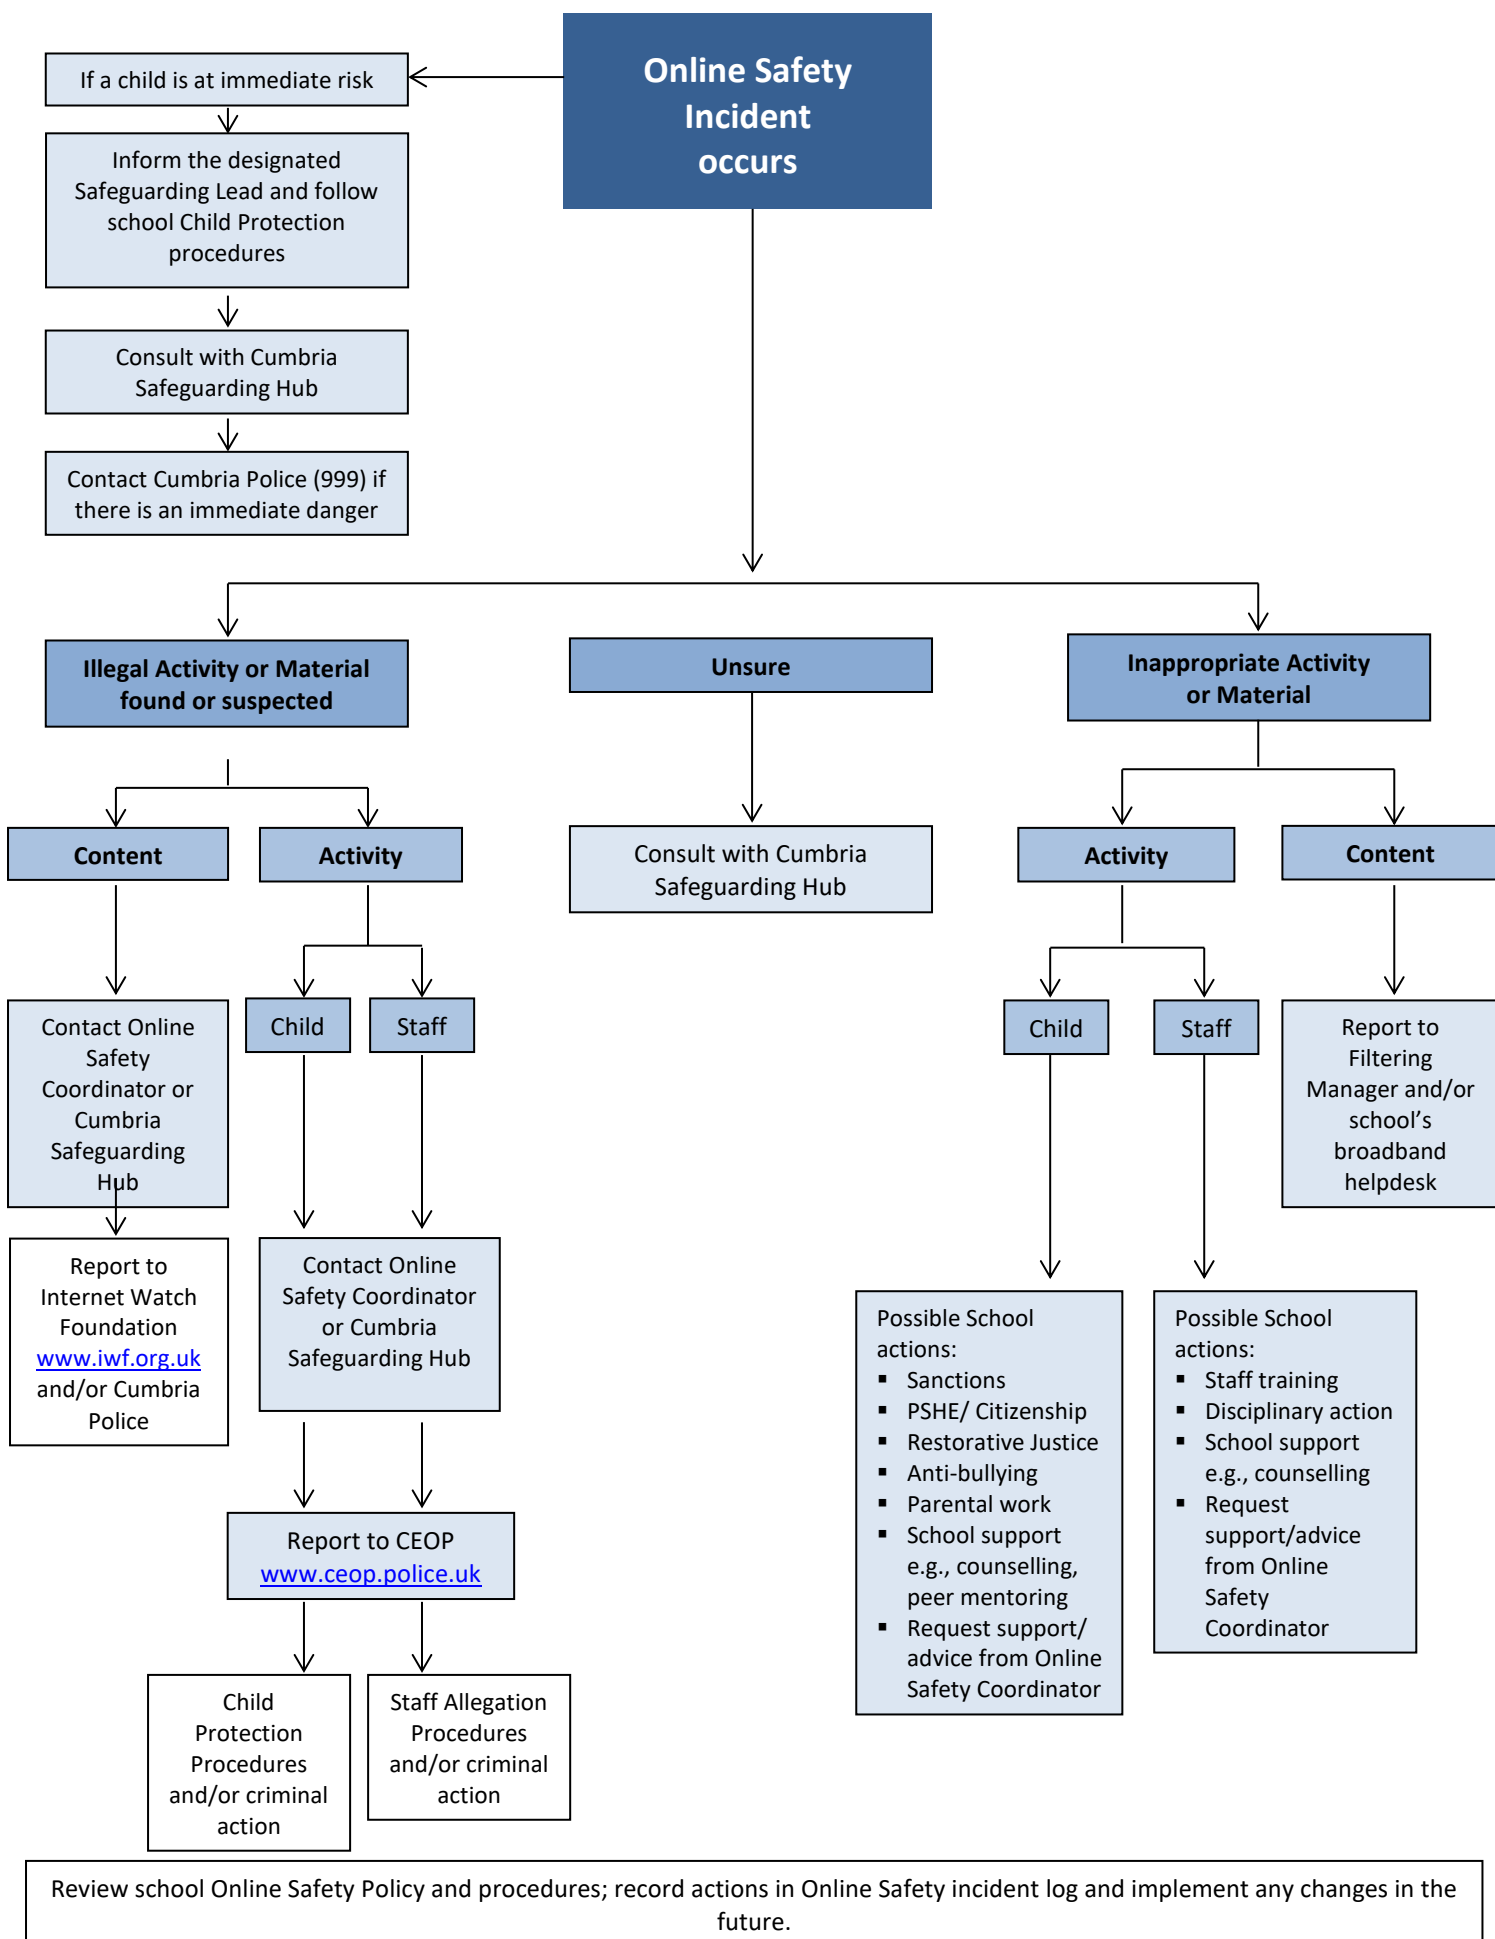 Online Safety
Incident
occurs
If a child is at immediate risk
Inform the designated
Safeguarding Lead and follow
school Child Protection
procedures
Consult with Cumbria
Safeguarding Hub
Contact Cumbria Police (999) if
there is an immediate danger
Illegal Activity or Material
found or suspected
Unsure
Inappropriate Activity
or Material
Content
Activity
Consult with Cumbria
Safeguarding Hub
Activity
Content
Contact Online
Safety
Coordinator or
Cumbria
Safeguarding
Hub
Child
Staff
Child
Staff
Report to
Filtering
Manager and/or
school’s
broadband
helpdesk
Report to
Internet Watch
Foundation
www.iwf.org.uk
and/or Cumbria
Police
Contact Online
Safety Coordinator
or Cumbria
Safeguarding Hub
Possible School
actions:
▪ Sanctions
▪ PSHE/ Citizenship
▪ Restorative Justice
▪ Anti-bullying
▪ Parental work
▪ School support
e.g., counselling,
peer mentoring
▪ Request support/
advice from Online
Safety Coordinator
Possible School
actions:
▪ Staff training
▪ Disciplinary action
▪ School support
e.g., counselling
▪ Request
support/advice
from Online
Safety
Coordinator
Report to CEOP
www.ceop.police.uk
Child
Protection
Procedures
and/or criminal
action
Staff Allegation
Procedures
and/or criminal
action
Review school Online Safety Policy and procedures; record actions in Online Safety incident log and implement any changes in the
future.